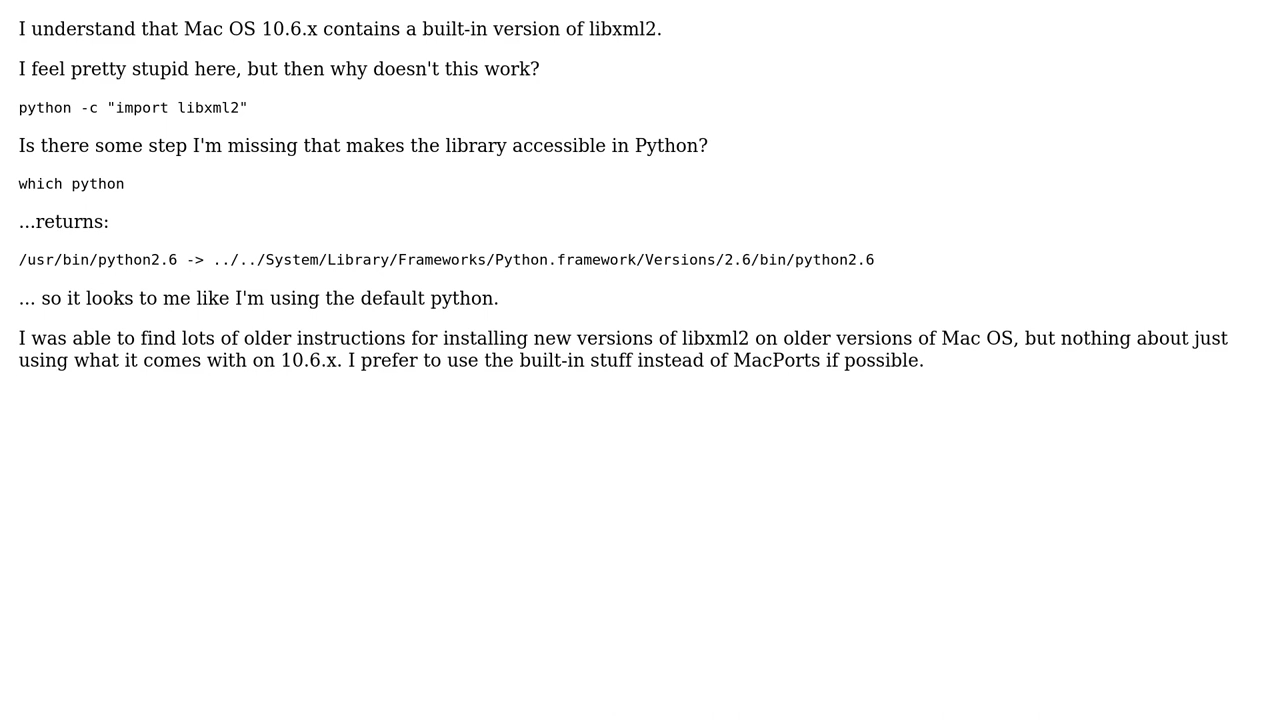 I understand that Mac OS 10.6.x contains a built-in version of libxml2.
I feel pretty stupid here, but then why doesn't this work?
python -c "import libxml2"
Is there some step I'm missing that makes the library accessible in Python?
which python
...returns:
/usr/bin/python2.6 -> ../../System/Library/Frameworks/Python.framework/Versions/2.6/bin/python2.6
... so it looks to me like I'm using the default python.
I was able to find lots of older instructions for installing new versions of libxml2 on older versions of Mac OS, but nothing about just
using what it comes with on 10.6.x. I prefer to use the built-in stuff instead of MacPorts if possible.